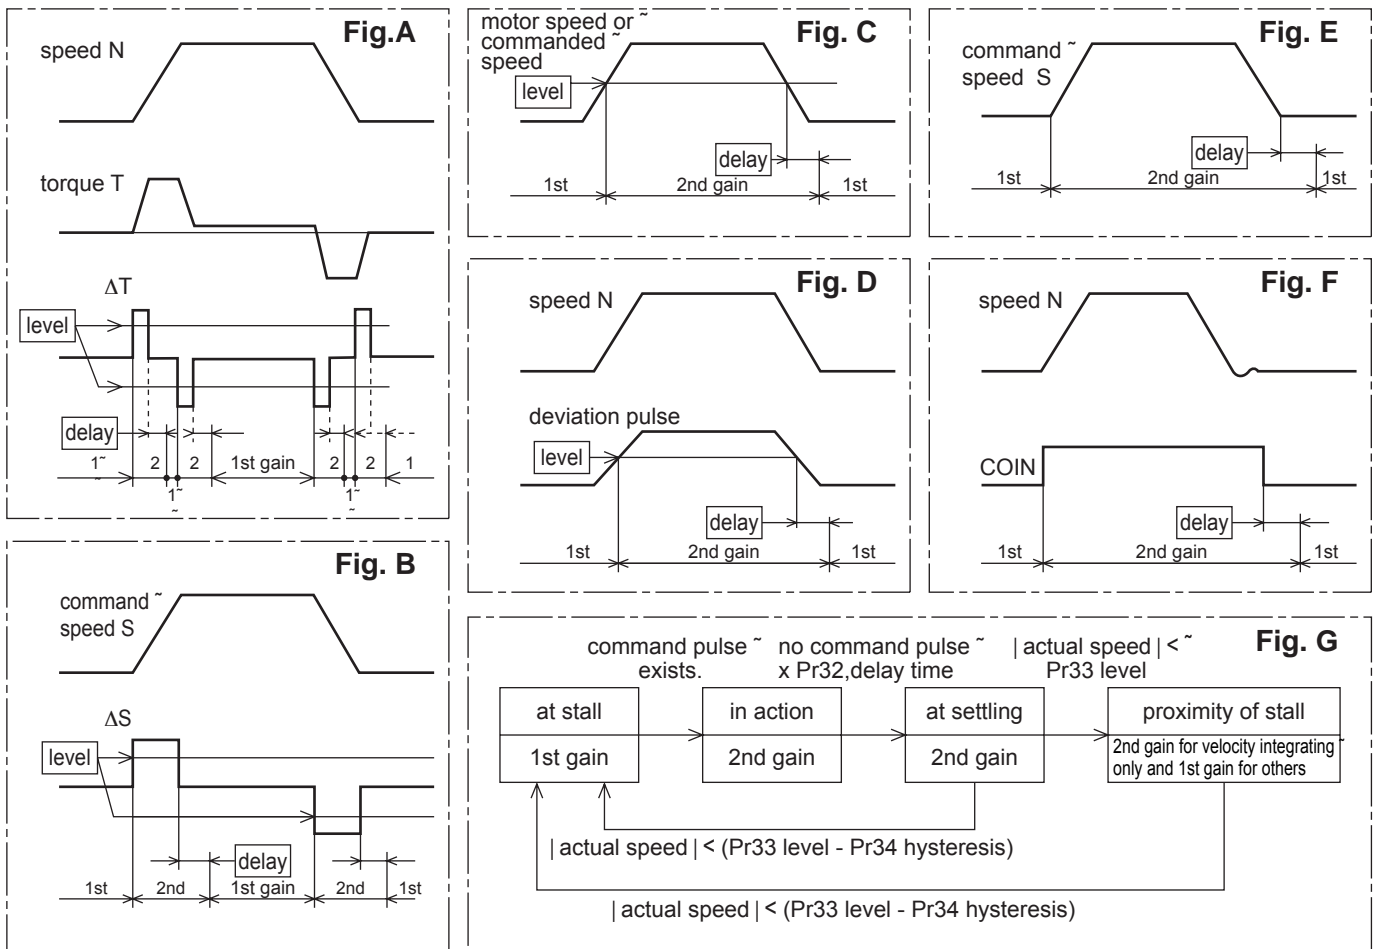 Fig.A
speed N
torque T
ΔT
level
delay
1˜
˜
2
2
1st gain
2
2
1
1˜
˜
1˜
˜
Fig. B
command ˜
speed S
ΔS
level
delay
1st
2nd
1st gain
2nd
1st
Fig. C
motor speed or ˜
commanded ˜
speed
level
delay
1st
2nd gain
1st
Fig. D
speed N
deviation pulse
level
delay
1st
2nd gain
1st
Fig. E
command ˜
speed S
delay
1st
2nd gain
1st
Fig. F
speed N
COIN
delay
1st
2nd gain
1st
Fig. G
command pulse ˜
exists.
no command pulse ˜
x Pr32,delay time
| actual speed | < ˜
Pr33 level
at stall
1st gain
in action
2nd gain
at settling
2nd gain
proximity of stall
2nd gain for velocity integrating ˜
only and 1st gain for others
| actual speed | < (Pr33 level - Pr34 hysteresis)
| actual speed | < (Pr33 level - Pr34 hysteresis)